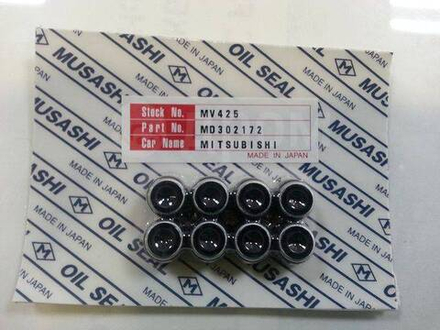 MUSASHI
OIL SEAL
MADE IN JAPAN
Stock No. MV425
Part No. MD302172
Car Name MITSUBISHI
MADE IN JAPAN
MUSASHI
OIL SEAL
MADE IN JAPAN
MUSASHI
OIL SEAL
MADE IN JAPAN